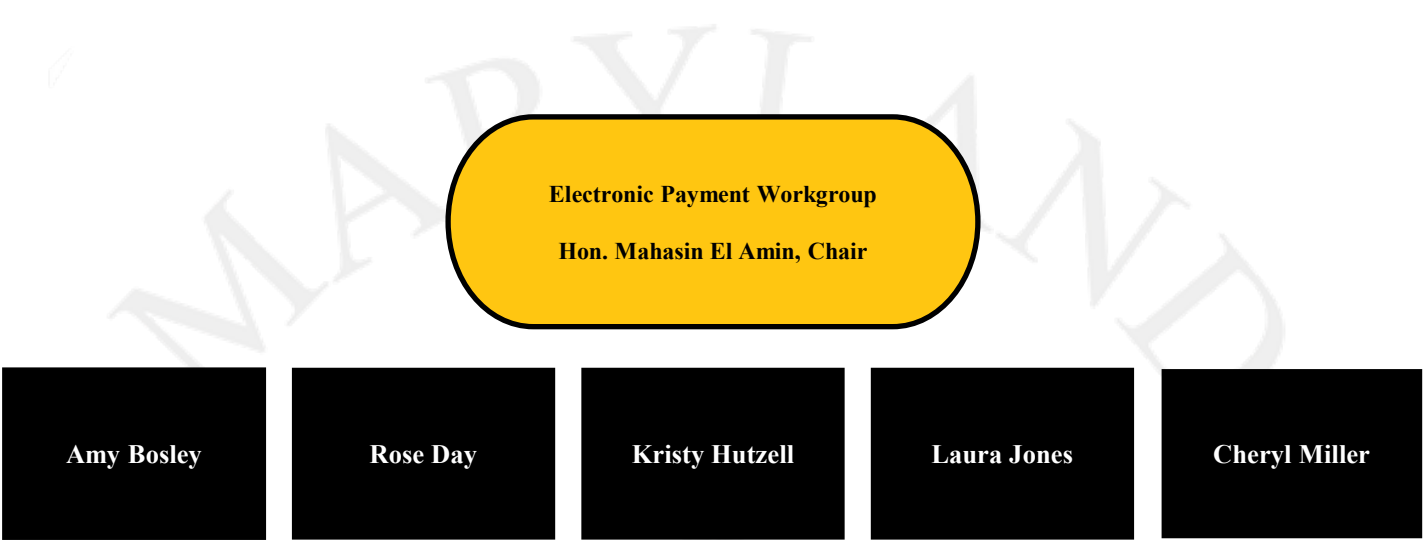 MARYLAND
Electronic Payment Workgroup
Hon. Mahasin El Amin, Chair
Amy Bosley
Rose Day
Kristy Hutzell
Laura Jones
Cheryl Miller